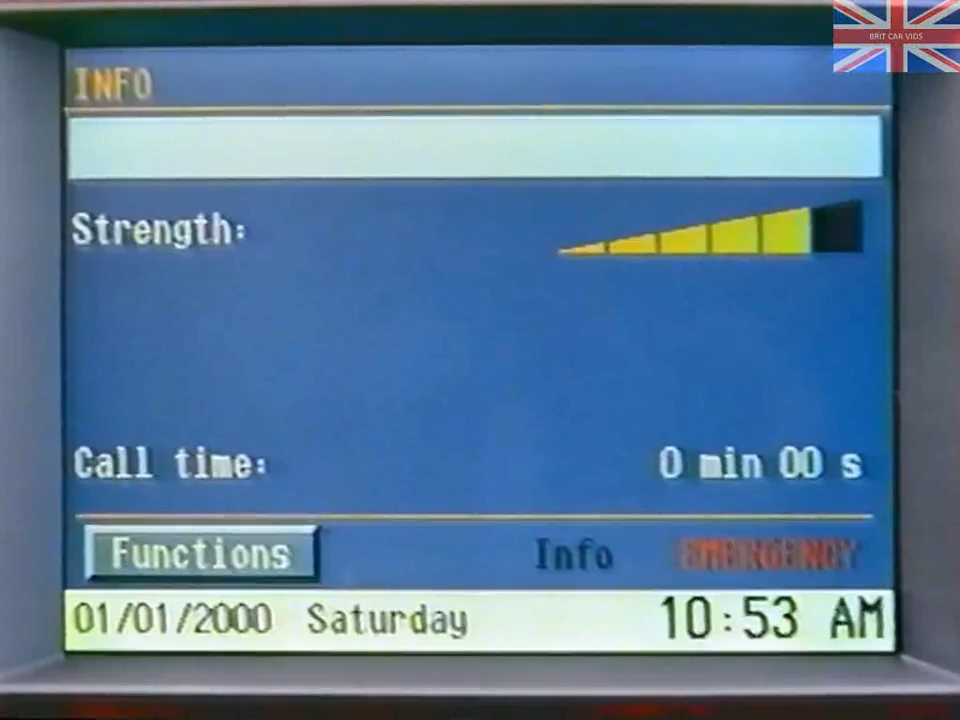 BRIT CAR VIDS
INFO
Strength:
Call time: 0 min 00 s
Functions Info EMERGENCY
01/01/2000 Saturday 10:53 AM